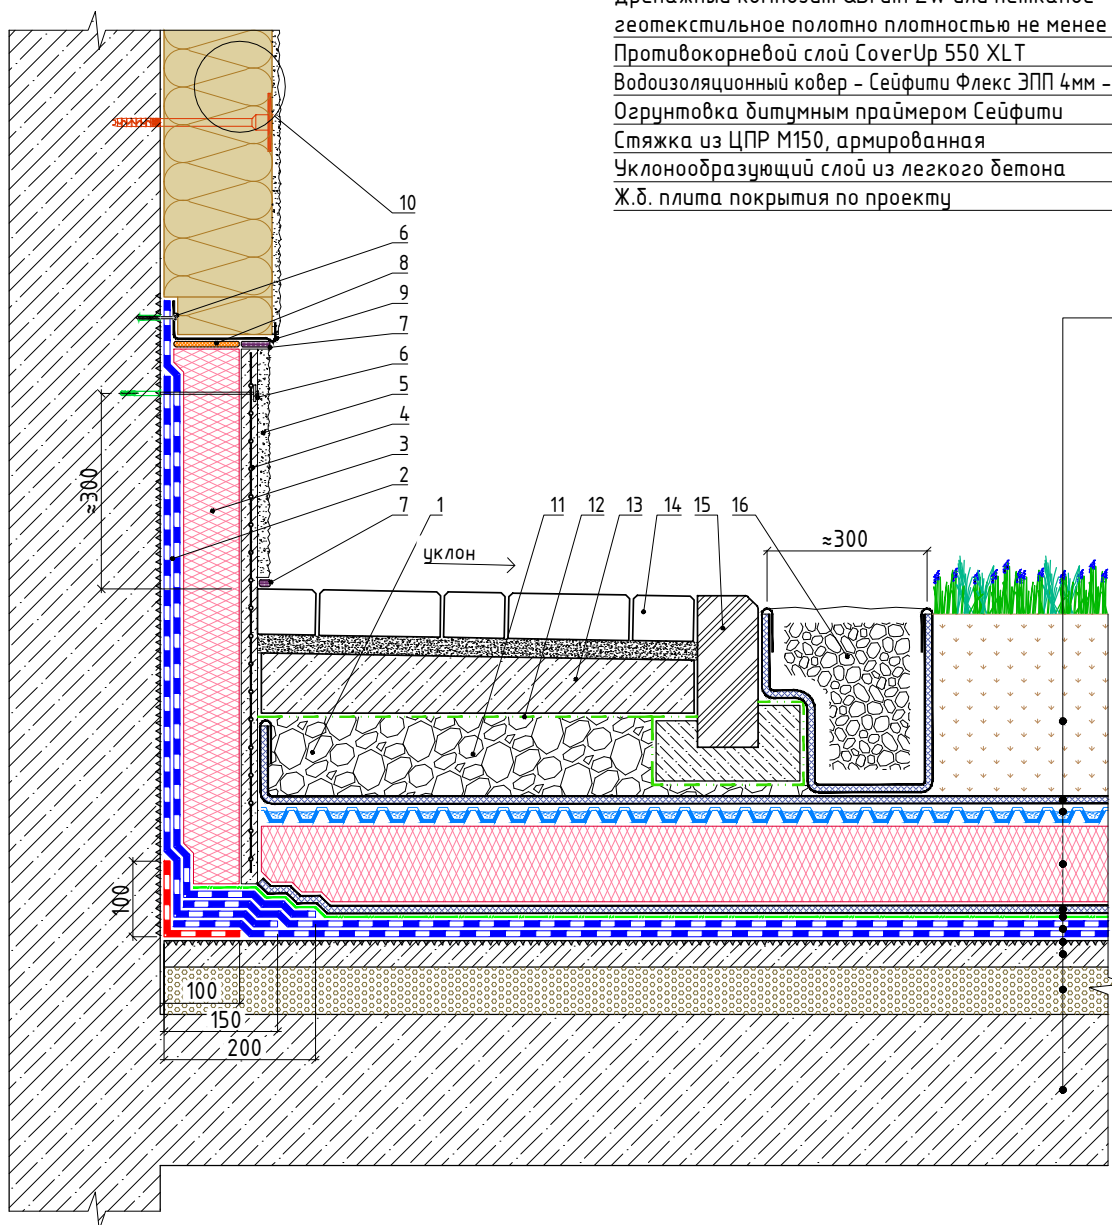 геотекстильное полотно плотностью не менее
Противокорневой слой CoverUp 550 XLT
Водоизоляционный ковер - Сейфити Флекс ЭПП 4мм -
Огрунтовка битумным праймером Сейфити
Стяжка из ЦПР М150, армированная
Уклонообразующий слой из легкого бетона
Ж.б. плита покрытия по проекту
10
6
8
9
7
6
5
4
3
2
7 1 11 12 13 14 15 16
≈300
≈300
уклон
100
100
150
200